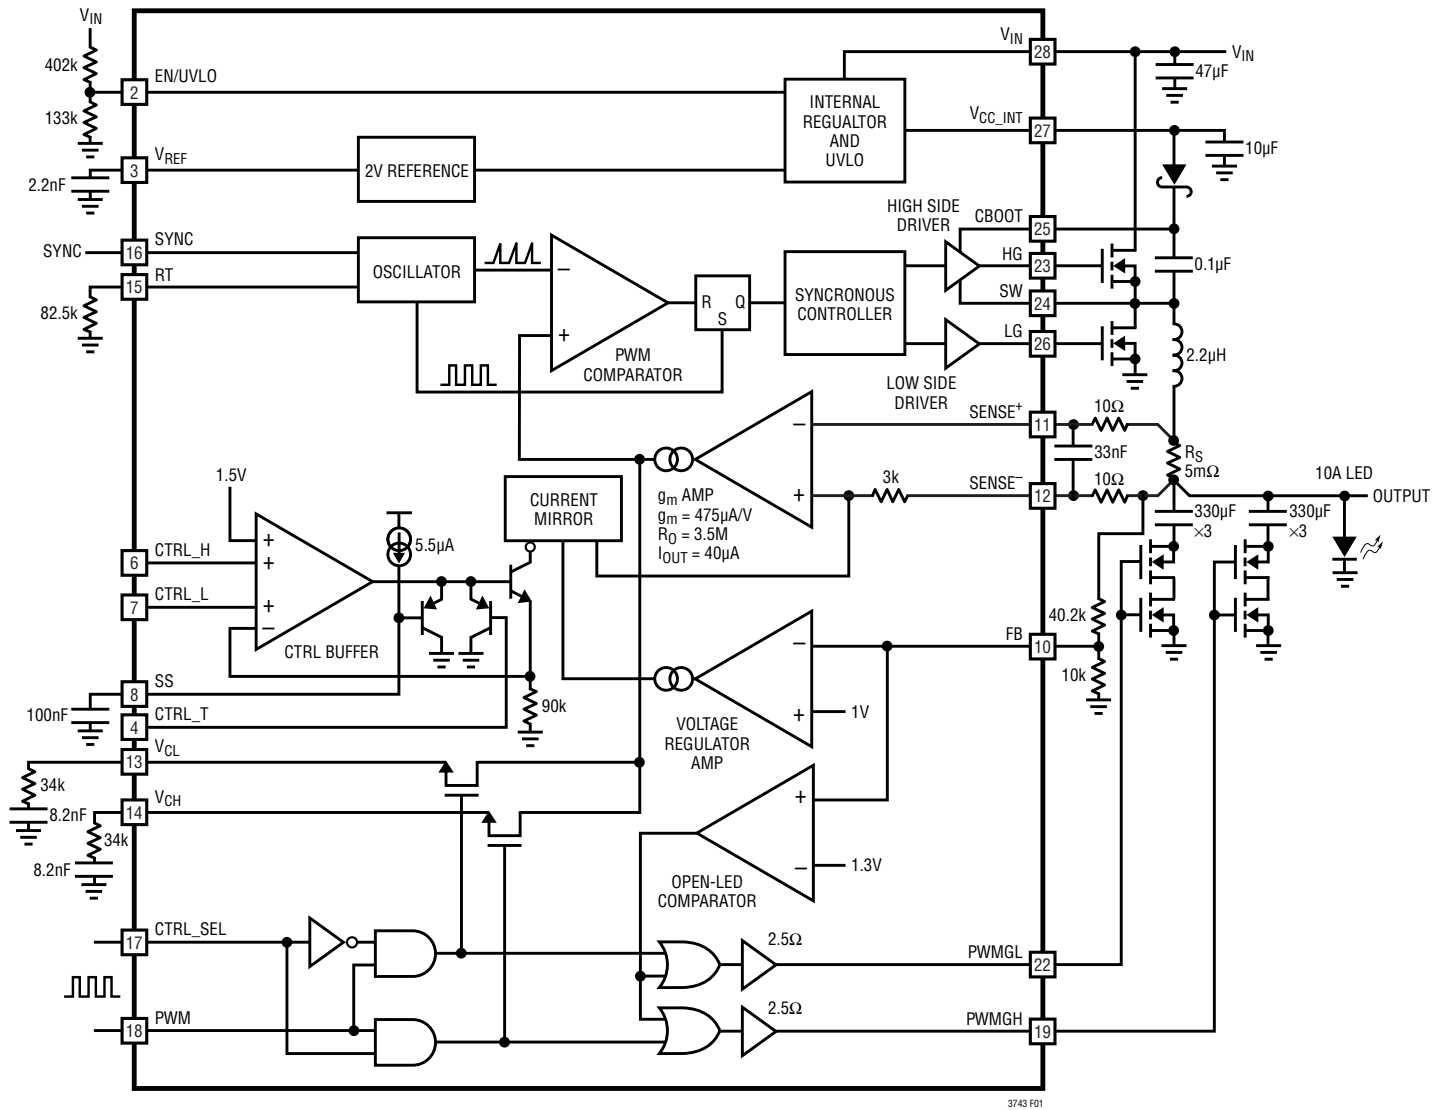 VIN
402k
133k
2
EN/UVLO
3
VREF
2.2nF
2V REFERENCE
INTERNAL
REGUALTOR
AND
UVLO
VIN
28
VIN
47µF
VCC_INT
27
10µF
SYNC
16
SYNC
15
RT
82.5k
OSCILLATOR
–
+
PWM
COMPARATOR
R
Q
S
SYNCRONOUS
CONTROLLER
HIGH SIDE
DRIVER
LOW SIDE
DRIVER
CBOOT
25
HG
23
SW
24
LG
26
0.1µF
2.2µH
SENSE+
11
10Ω
33nF
RS
5mΩ
SENSE–
12
10Ω
10A LED
OUTPUT
330µF
×3
330µF
×3
–
+
3k
gm AMP
gm = 475µA/V
RO = 3.5M
IOUT = 40µA
CURRENT
MIRROR
1.5V
5.5µA
+
+
+
–
CTRL BUFFER
6
CTRL_H
7
CTRL_L
8
SS
100nF
4
CTRL_T
90k
13
VCL
34k
8.2nF
14
VCH
34k
8.2nF
–
+
1V
VOLTAGE
REGULATOR
AMP
FB
10
40.2k
10k
+
–
1.3V
OPEN-LED
COMPARATOR
17
CTRL_SEL
18
PWM
2.5Ω
PWMGL
22
2.5Ω
PWMGH
19
3743 F01